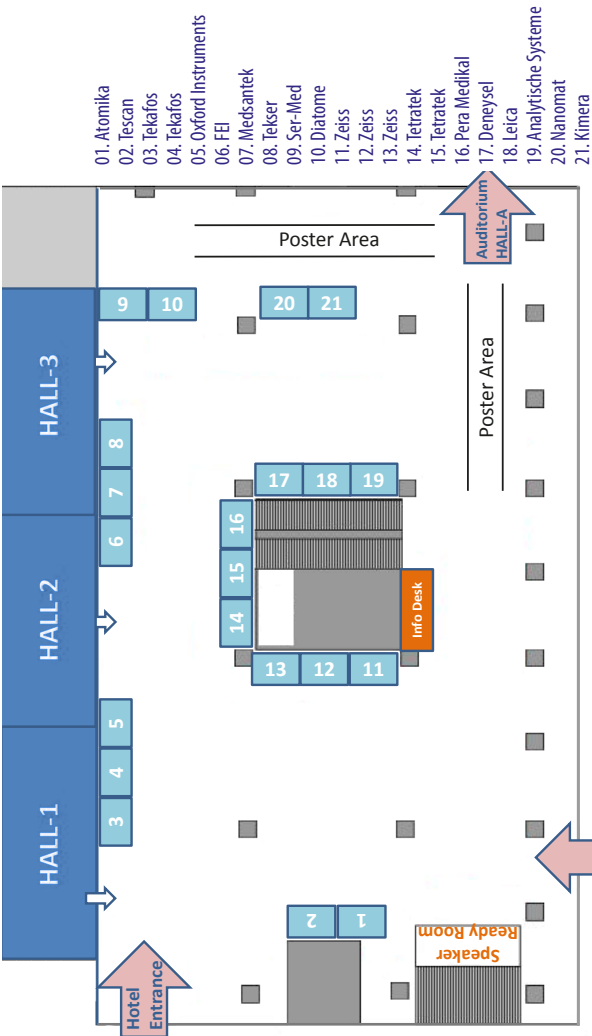 01. Atomika
02. Tescan
03. Tekafos
04. Tekafos
05. Oxford Instruments
06. FEI
07. Medsantek
08. Tekser
09. Ser-Med
10. Diatome
11. Zeiss
12. Zeiss
13. Zeiss
14. Tetratek
15. Tetratek
16. Pera Medikal
17. Deneysel
18. Leica
19. Analytische Systeme
20. Nanomat
21. Kimera
Auditorium
HALL-A
Poster Area
9
10
20
21
HALL-3
Poster Area
8
7
6
17
18
19
16
15
14
HALL-2
Info Desk
13
12
11
5
4
3
HALL-1
2
1
Speaker
Ready Room
Hotel
Entrance